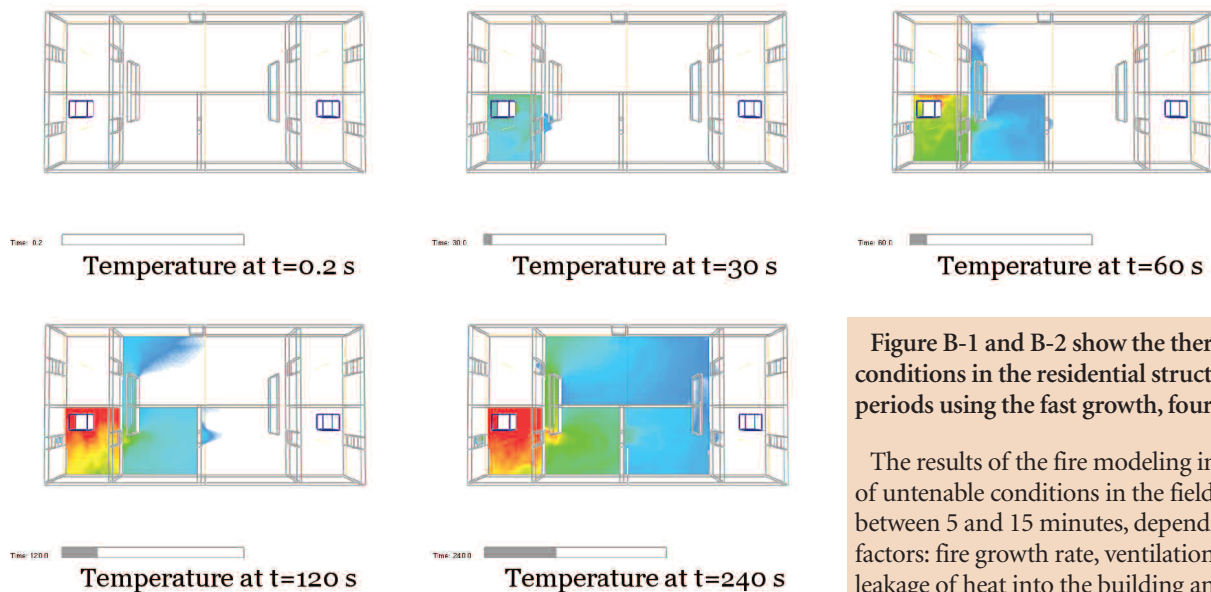 Time: 0.2
Temperature at t=0.2 s
Time: 30.0
Temperature at t=30 s
Time: 60.0
Temperature at t=60 s
Time: 120.0
Temperature at t=120 s
Time: 240.0
Temperature at t=240 s
Figure B-1 and B-2 show the ther
conditions in the residential struct
periods using the fast growth, four
The results of the fire modeling in
of untenable conditions in the field
between 5 and 15 minutes, depend
factors: fire growth rate, ventilation
leakage of heat into the building an